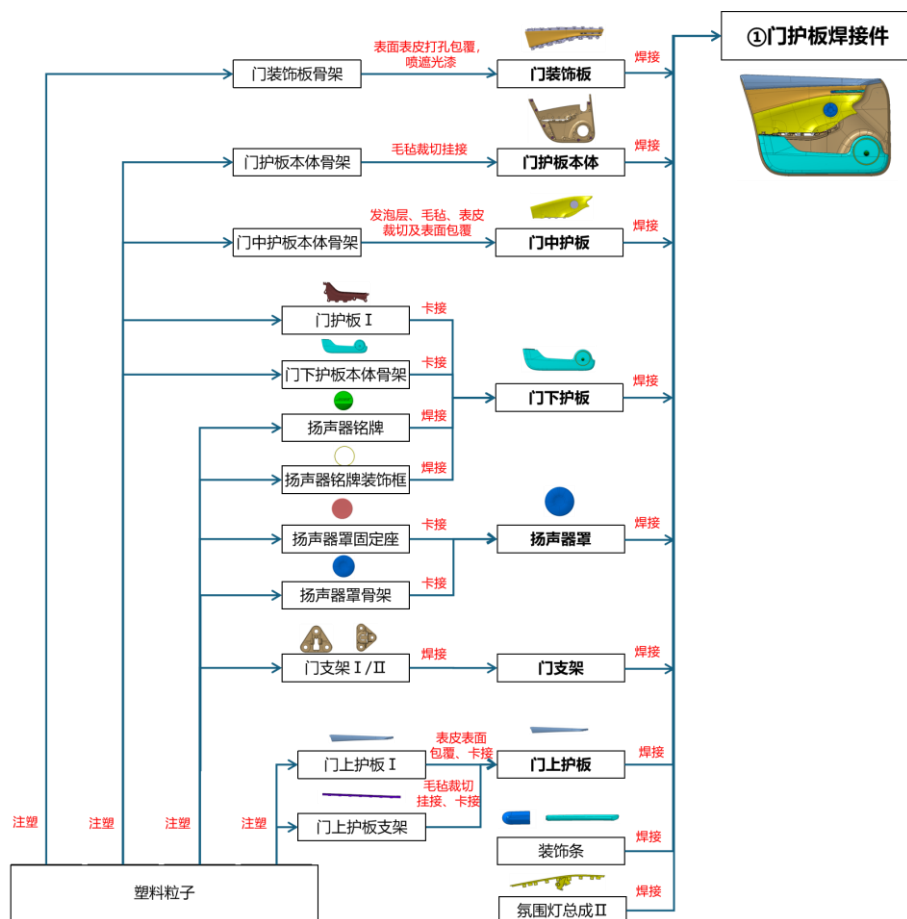 表面表皮打孔包覆，
喷遮光漆
门装饰板骨架
门装饰板
焊接
①门护板焊接件
毛毡裁切挂接
门护板本体骨架
门护板本体
焊接
发泡层、毛毡、表皮
裁切及表面包覆
门中护板本体骨架
门中护板
焊接
门护板Ⅰ
卡接
门下护板本体骨架
卡接
门下护板
焊接
扬声器铭牌
焊接
扬声器铭牌装饰框
焊接
扬声器罩固定座
卡接
扬声器罩
焊接
扬声器罩骨架
卡接
门支架Ⅰ/Ⅱ
焊接
门支架
焊接
门上护板Ⅰ
表皮表面
包覆、卡接
门上护板
焊接
门上护板支架
毛毡裁切
挂接、卡接
装饰条
焊接
氛围灯总成Ⅱ
焊接
注塑
注塑
注塑
注塑
塑料粒子